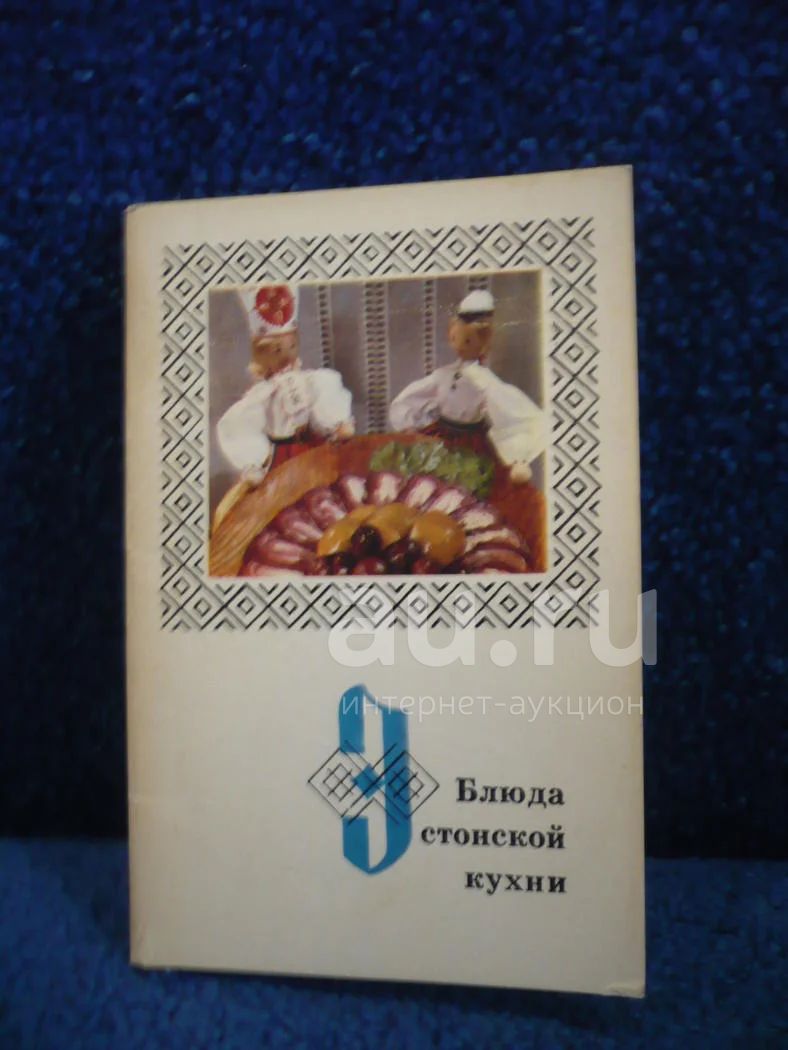 au.ru
интернет-аукцион
Блюда
Эстонской
кухни